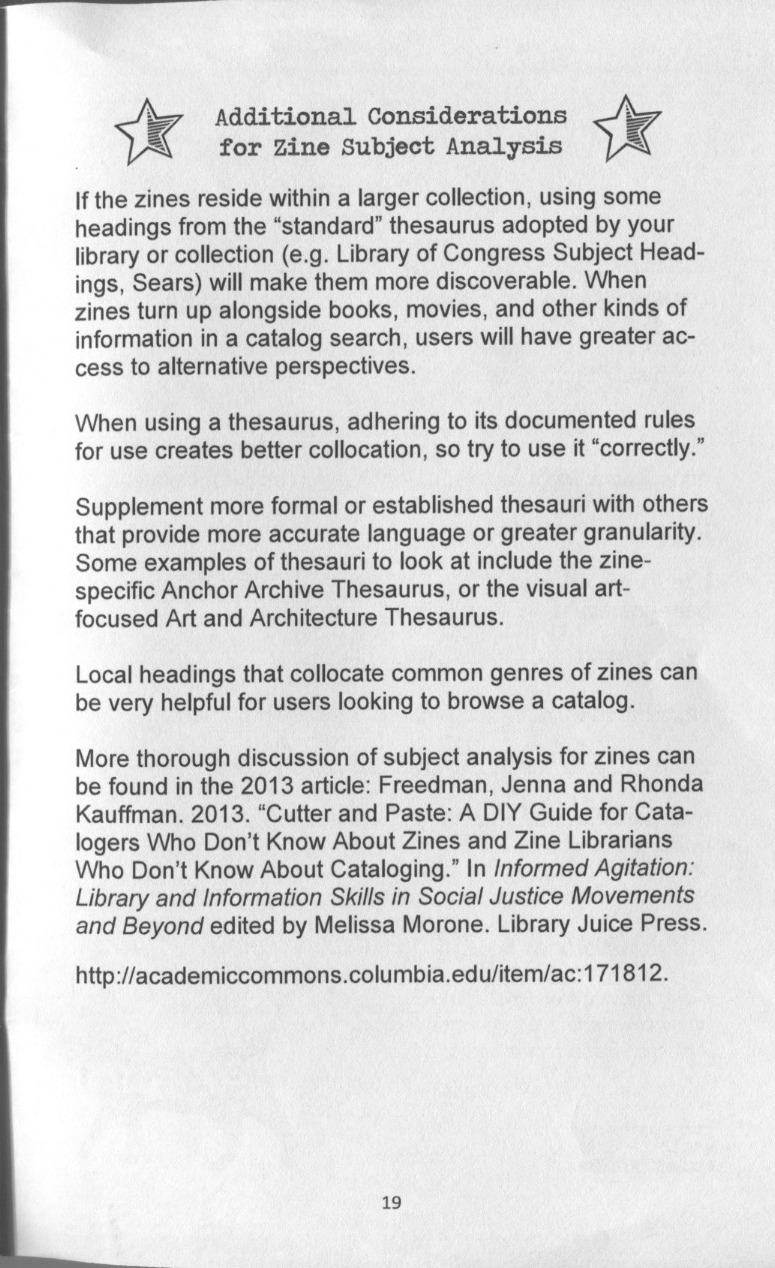 Additional Considerations
for Zine Subject Analysis
If the zines reside within a larger collection, using some
headings from the “standard” thesaurus adopted by your
library or collection (e.g. Library of Congress Subject Head-
ings, Sears) will make them more discoverable. When
zines turn up alongside books, movies, and other kinds of
information in a catalog search, users will have greater ac-
cess to alternative perspectives.
When using a thesaurus, adhering to its documented rules
for use creates better collocation, so try to use it “correctly.”
Supplement more formal or established thesauri with others
that provide more accurate language or greater granularity.
Some examples of thesauri to look at include the zine-
specific Anchor Archive Thesaurus, or the visual art-
focused Art and Architecture Thesaurus.
Local headings that collocate common genres of zines can
be very helpful for users looking to browse a catalog.
More thorough discussion of subject analysis for zines can
be found in the 2013 article: Freedman, Jenna and Rhonda
Kauffman. 2013. “Cutter and Paste: A DIY Guide for Cata-
logers Who Don’t Know About Zines and Zine Librarians
Who Don’t Know About Cataloging.” In Informed Agitation:
Library and Information Skills in Social Justice Movements
and Beyond edited by Melissa Morone. Library Juice Press.
http://academiccommons.columbia.edu/item/ac:171812.
19